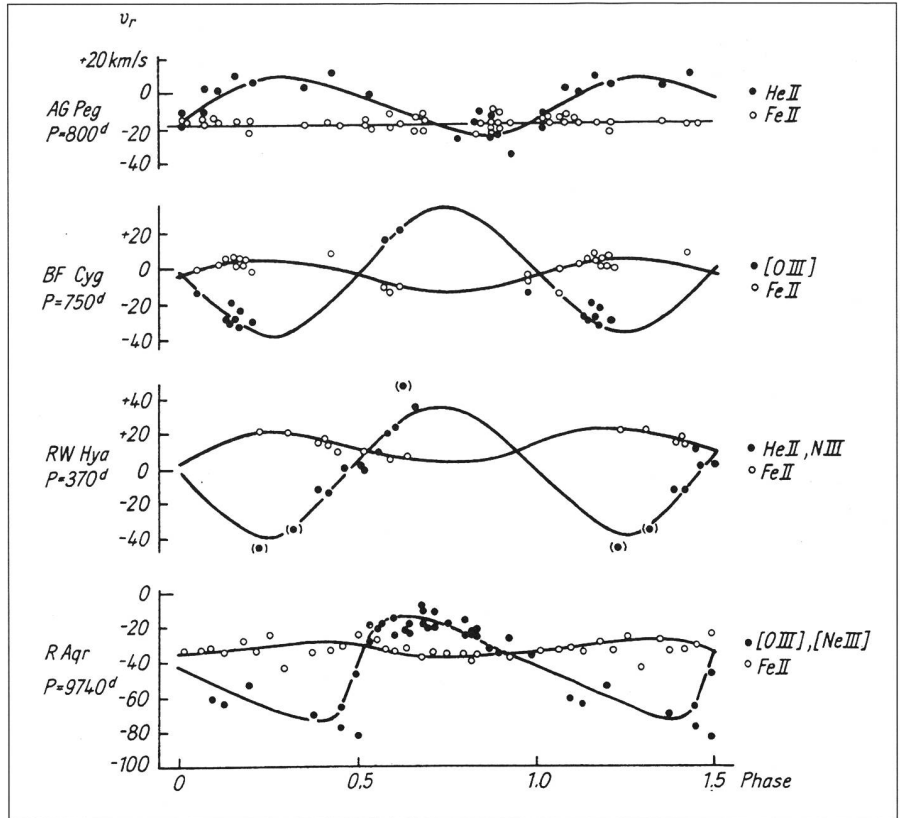 v_r
+20 km/s
0
-20
-40
AG Peg
P=800^d
● He II
○ Fe II
+20
0
-20
-40
BF Cyg
P=750^d
● [O III]
○ Fe II
+40
+20
0
-20
-40
RW Hya
P=370^d
● He II, N III
○ Fe II
0
-20
-40
-60
-80
-100
R Aqr
P=9740^d
● [O III], [Ne III]
○ Fe II
0 0.5 1.0 1.5 Phase